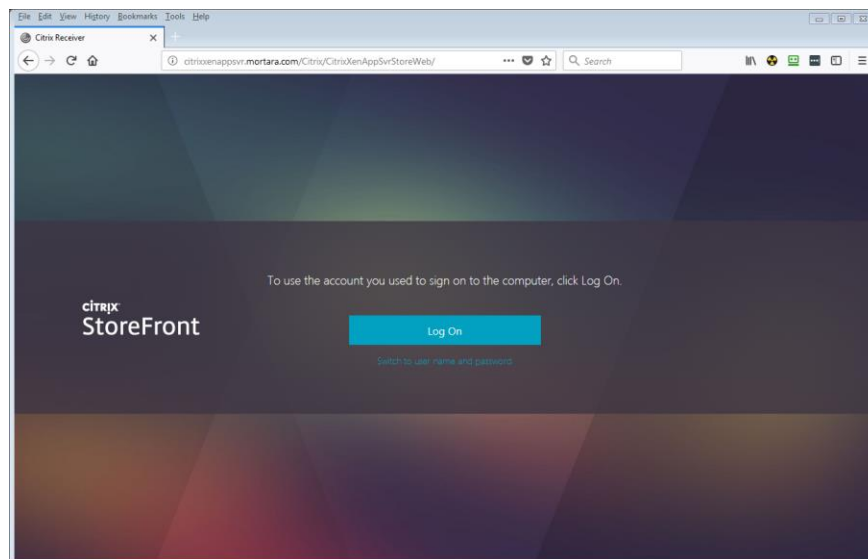 File Edit View History Bookmarks Tools Help
Citrix Receiver
citrixxenappsvr.mortara.com/Citrix/CitrixXenAppSvrStoreWeb/
Search
To use the account you used to sign on to the computer, click Log On.
CİTRIX
StoreFront
Log On
Switch to user name and password